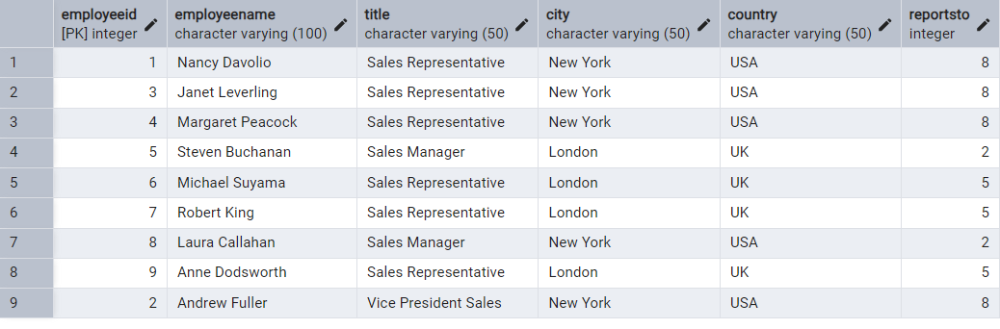 employeeid employeename title city country reportsto
[PK] integer character varying (100) character varying (50) character varying (50) character varying (50) integer
1 1 Nancy Davolio Sales Representative New York USA 8
2 3 Janet Leverling Sales Representative New York USA 8
3 4 Margaret Peacock Sales Representative New York USA 8
4 5 Steven Buchanan Sales Manager London UK 2
5 6 Michael Suyama Sales Representative London UK 5
6 7 Robert King Sales Representative London UK 5
7 8 Laura Callahan Sales Manager New York USA 2
8 9 Anne Dodsworth Sales Representative London UK 5
9 2 Andrew Fuller Vice President Sales New York USA 8